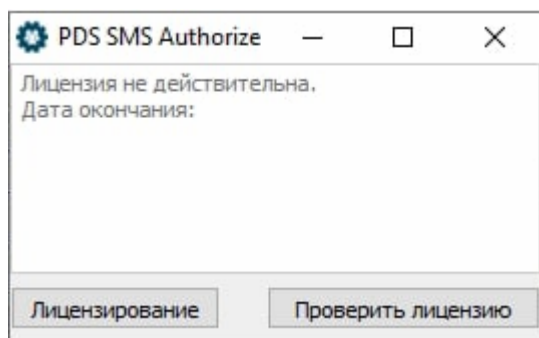 PDS SMS Authorize
Лицензия не действительна.
Дата окончания:
Лицензирование
Проверить лицензию